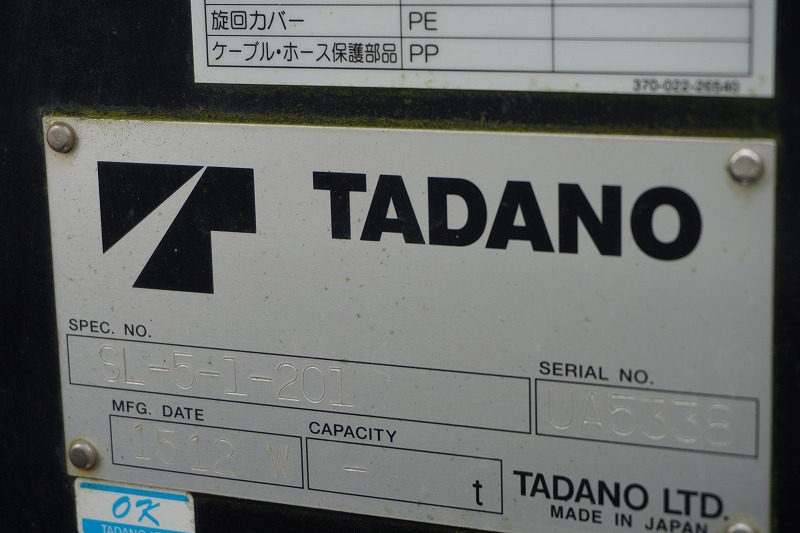 旋回カバー PE
ケーブル・ホース保護部品 PP
370-022-26540
TADANO
SPEC. NO.
SL-5-1-201
SERIAL NO.
UA5338
MFG. DATE
1512 W
CAPACITY
- t
TADANO LTD.
MADE IN JAPAN
OK
TADANO